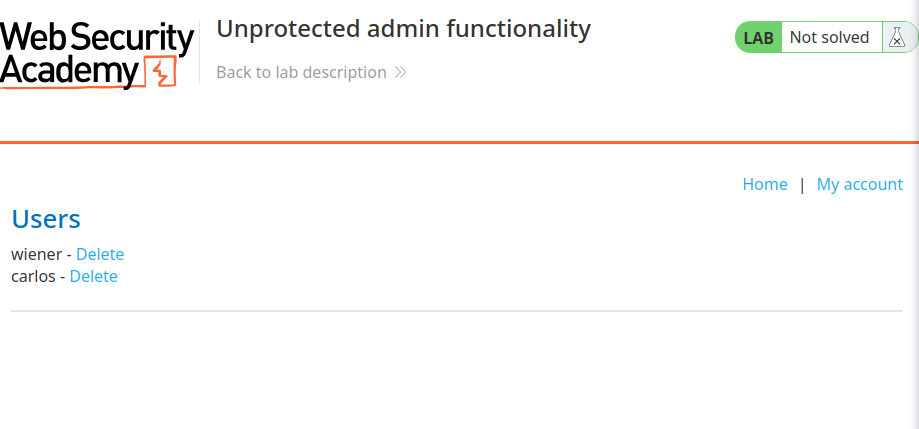 Web Security
Academy
Unprotected admin functionality
Back to lab description
LAB Not solved
Home | My account
Users
wiener - Delete
carlos - Delete